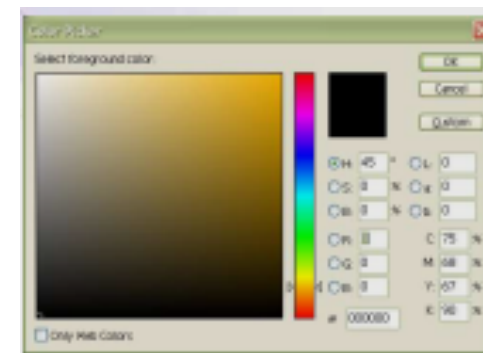 Color Picker
Select foreground color:
OK
Cancel
Custom
H: 45 °
L: 0
S: 0 %
a: 0
B: 0 %
b: 0
R: 0
C: 75 %
G: 0
M: 68 %
B: 0
Y: 67 %
# 000000
K: 90 %
Only Web Colors